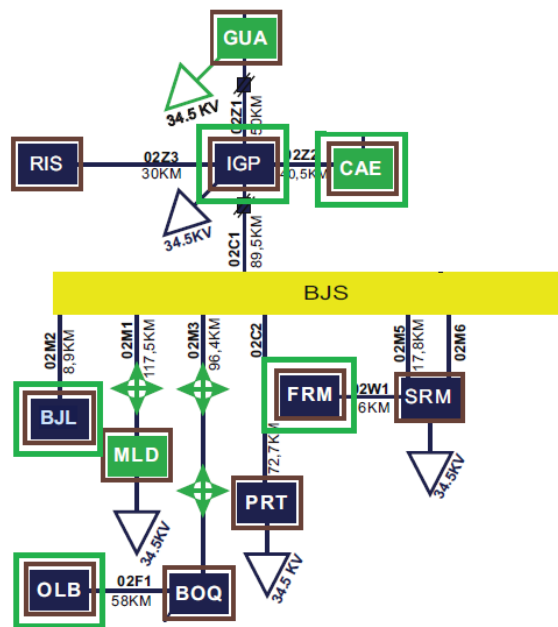 GUA
34.5 KV
02Z1
50KM
RIS
02Z3
30KM
IGP
02Z2
40,5KM
CAE
34.5KV
02C1
89,5KM
BJS
02M2
8,9KM
02M1
117,5KM
02M3
96,4KM
02C2
72,7KM
02M5
17,8KM
02M6
BJL
MLD
34.5KV
FRM
02W1
6KM
SRM
34.5KV
PRT
34.5 KV
OLB
02F1
58KM
BOQ